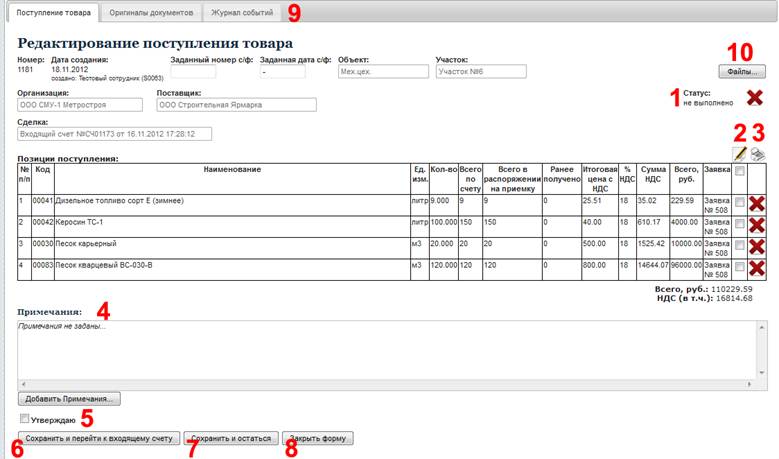 Поступление товара Оригиналы документов Журнал событий 9
Редактирование поступления товара
Номер: Дата создания: Заданный номер с/ф: Заданная дата с/ф: Объект: Участок: 10
1181 18.11.2012 - Мех.цех. Участок №6 Файлы...
создано: Тестовый сотрудник (S0063)
Организация: Поставщик: 1 Статус:
ООО СМУ-1 Метростроя ООО Строительная Ярмарка не выполнено
Сделка:
Входящий счет №СЧ01173 от 16.11.2012 17:28:12
2 3
Позиции поступления:
№ п/п Код Наименование Ед. изм. Кол-во Всего по счету Всего в распоряжении на приемку Ранее получено Итоговая цена с НДС % НДС Сумма НДС Всего, руб. Заявка
1 00041 Дизельное топливо сорт Е (зимнее) литр 9.000 9 9 0 25.51 18 35.02 229.59 Заявка № 508
2 00042 Керосин ТС-1 литр 100.000 150 150 0 40.00 18 610.17 4000.00 Заявка № 508
3 00030 Песок карьерный м3 20.000 20 20 0 500.00 18 1525.42 10000.00 Заявка № 508
4 00083 Песок кварцевый ВС-030-В м3 120.000 120 120 0 800.00 18 14644.07 96000.00 Заявка № 508
Всего, руб.: 110229.59
НДС (в т.ч.): 16814.68
Примечания: 4
Примечания не заданы...
Добавить Примечания...
Утверждаю 5
Сохранить и перейти к входящему счету Сохранить и остаться Закрыть форму
6 7 8